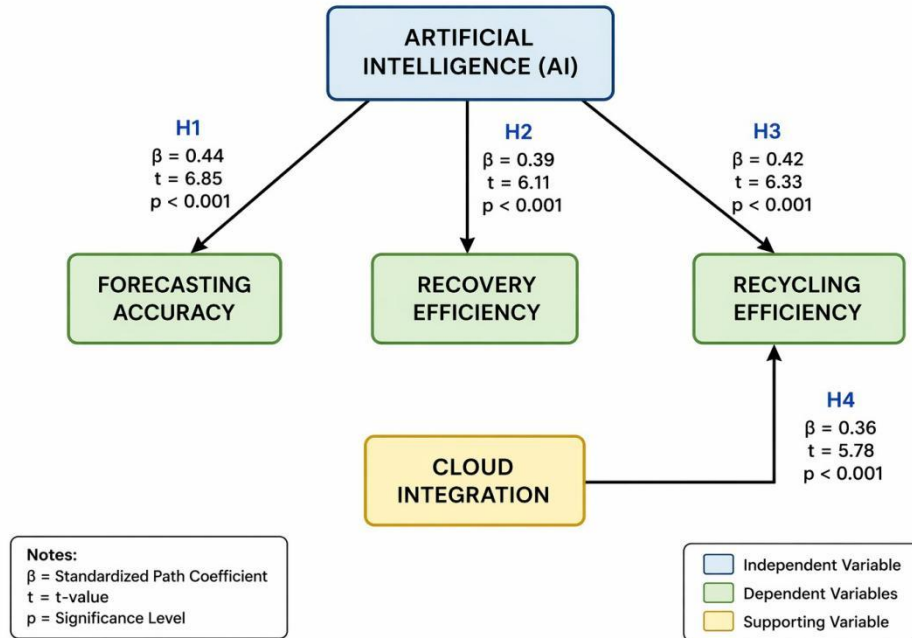 ARTIFICIAL
INTELLIGENCE (AI)
H1
β = 0.44
t = 6.85
p < 0.001
H2
β = 0.39
t = 6.11
p < 0.001
H3
β = 0.42
t = 6.33
p < 0.001
FORECASTING
ACCURACY
RECOVERY
EFFICIENCY
RECYCLING
EFFICIENCY
H4
β = 0.36
t = 5.78
p < 0.001
CLOUD
INTEGRATION
Notes:
β = Standardized Path Coefficient
t = t-value
p = Significance Level
Independent Variable
Dependent Variables
Supporting Variable